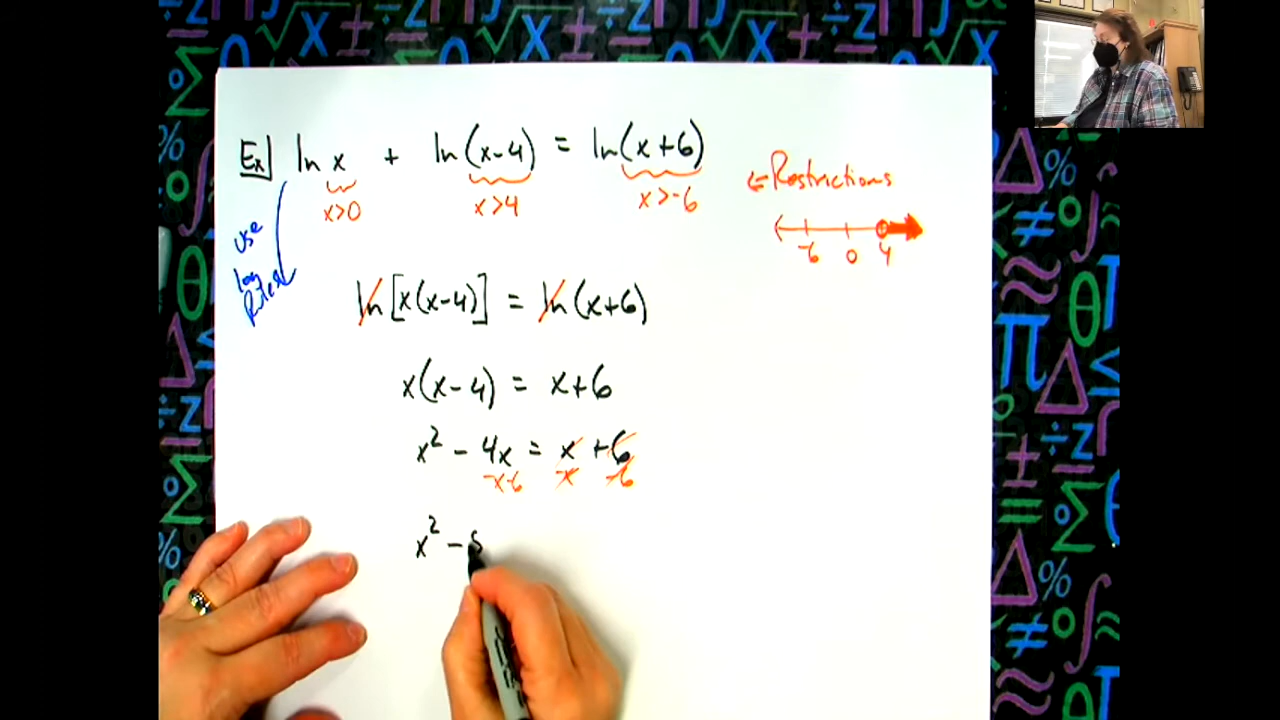 Ex ln x + ln(x-4) = ln(x+6)
x>0 x>4 x>-6
⇐ Restrictions
-6 0 4
use
log
Rules
ln[x(x-4)] = ln(x+6)
x(x-4) = x+6
x² - 4x = x + 6
-x-6 -x -6
x² -